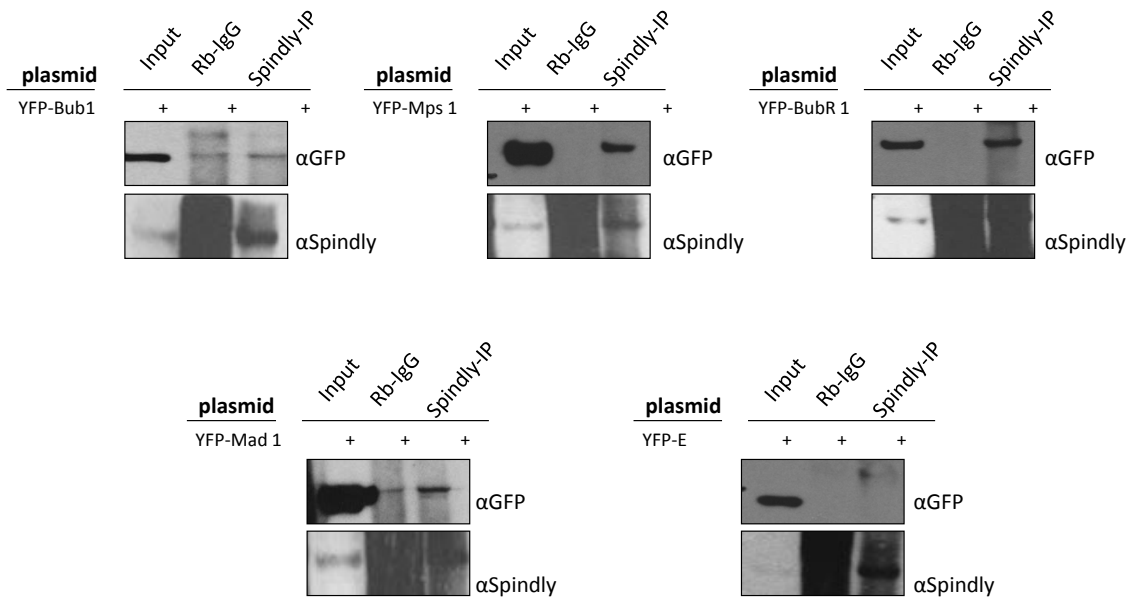 Input Rb-IgG Spindly-IP
plasmid
YFP-Bub1 + + +
αGFP
αSpindly
Input Rb-IgG Spindly-IP
plasmid
YFP-Mps 1 + + +
αGFP
αSpindly
Input Rb-IgG Spindly-IP
plasmid
YFP-BubR 1 + + +
αGFP
αSpindly
Input Rb-IgG Spindly-IP
plasmid
YFP-Mad 1 + + +
αGFP
αSpindly
Input Rb-IgG Spindly-IP
plasmid
YFP-E + + +
αGFP
αSpindly